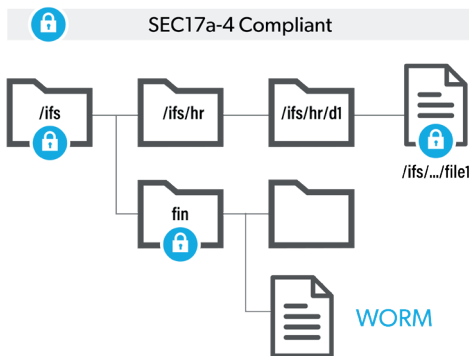 SEC17a-4 Compliant
/ifs
/ifs/hr
/ifs/hr/d1
/ifs/.../file1
fin
WORM